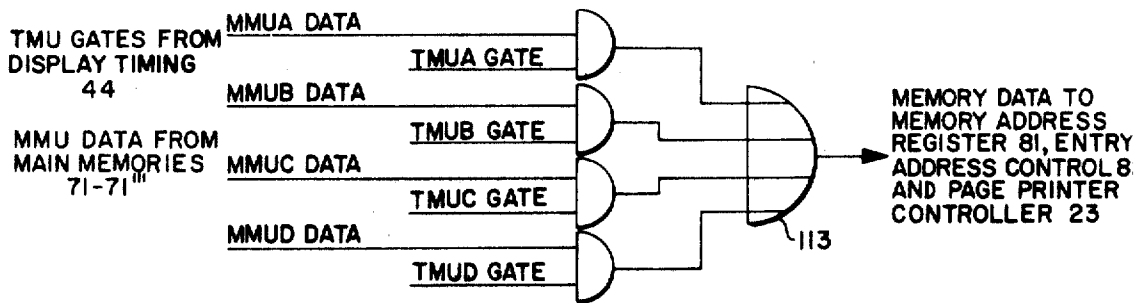 TMU GATES FROM
DISPLAY TIMING
44
MMU DATA FROM
MAIN MEMORIES
71-71'''
MMUA DATA
TMUA GATE
MMUB DATA
TMUB GATE
MMUC DATA
TMUC GATE
MMUD DATA
TMUD GATE
113
MEMORY DATA TO
MEMORY ADDRESS
REGISTER 81, ENTRY
ADDRESS CONTROL 8
AND PAGE PRINTER
CONTROLLER 23